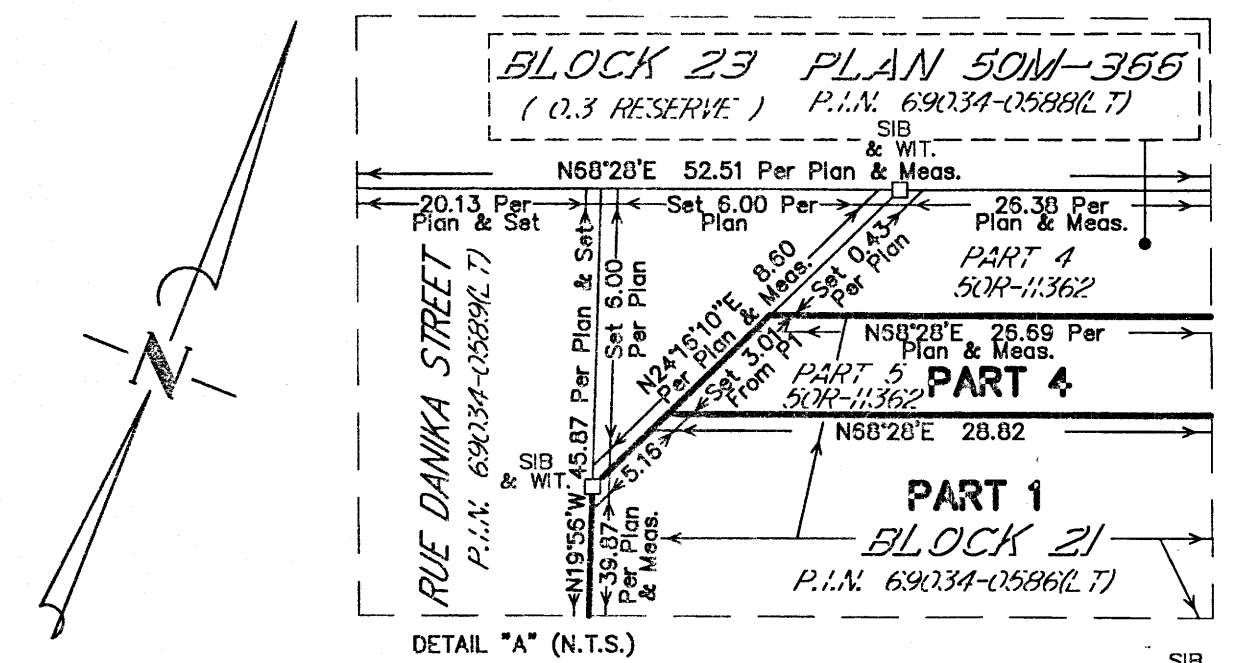 BLOCK 23 PLAN 50M-366
( 0.3 RESERVE ) P.I.N. 69034-0588(LT)
SIB
& WIT.
N68°28'E 52.51 Per Plan & Meas.
20.13 Per
Plan & Set
Set 6.00 Per
Plan
26.38 Per
Plan & Meas.
PART 4
50R-11362
N24°16'10"E 8.60
Per Plan & Meas.
Set 0.43
Per Plan
Set 3.01
From P1
5.16
N68°28'E 26.69 Per
Plan & Meas.
PART 5
50R-11362
PART 4
N68°28'E 28.82
RUE DANIKA STREET
P.I.N. 69034-0589(LT)
N19°56'W 45.87 Per Plan & Set
Set 6.00
Per Plan
39.87
Per Plan
& Meas.
SIB
& WIT.
PART 1
BLOCK 21
P.I.N. 69034-0586(LT)
N
DETAIL "A" (N.T.S.)
SIB